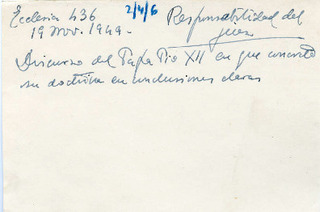 Ecclesia 436
2/4/6
Responsabilidad del
juez
19 Nov. 1949.
Discurso del Papa Pio XII en que concreta
su doctrina en conclusiones claras